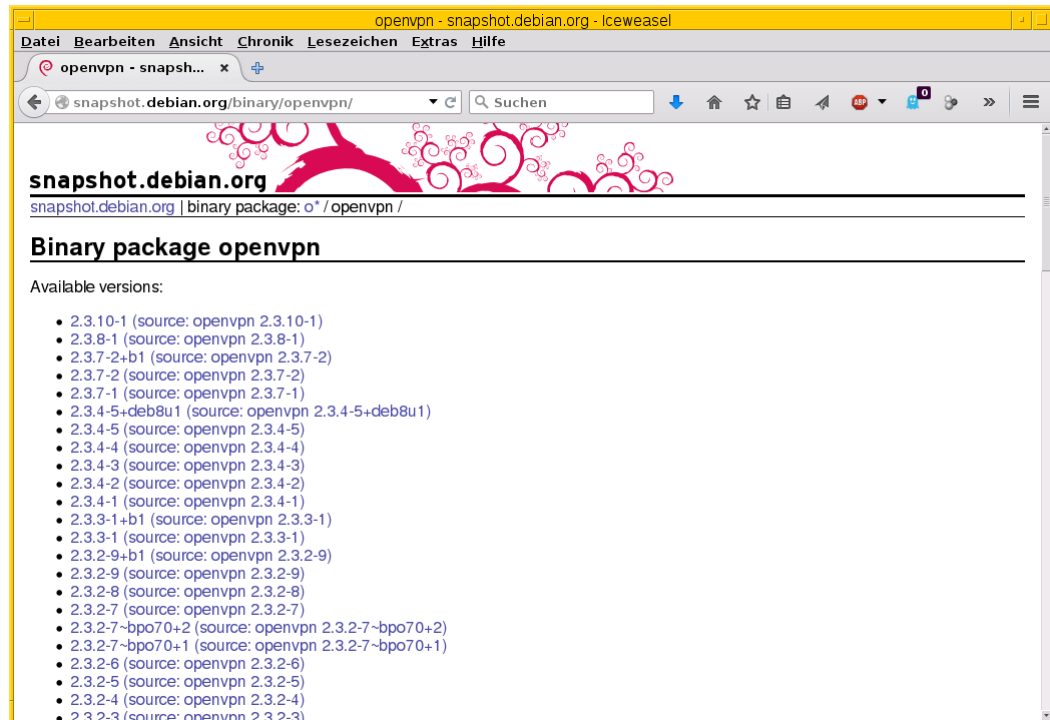 openvpn - snapshot.debian.org - Iceweasel
Datei Bearbeiten Ansicht Chronik Lesezeichen Extras Hilfe
openvpn - snapsh... ×
snapshot.debian.org/binary/openvpn/ Suchen ABP 0 »
snapshot.debian.org
snapshot.debian.org | binary package: o* / openvpn /
Binary package openvpn
Available versions:
• 2.3.10-1 (source: openvpn 2.3.10-1)
• 2.3.8-1 (source: openvpn 2.3.8-1)
• 2.3.7-2+b1 (source: openvpn 2.3.7-2)
• 2.3.7-2 (source: openvpn 2.3.7-2)
• 2.3.7-1 (source: openvpn 2.3.7-1)
• 2.3.4-5+deb8u1 (source: openvpn 2.3.4-5+deb8u1)
• 2.3.4-5 (source: openvpn 2.3.4-5)
• 2.3.4-4 (source: openvpn 2.3.4-4)
• 2.3.4-3 (source: openvpn 2.3.4-3)
• 2.3.4-2 (source: openvpn 2.3.4-2)
• 2.3.4-1 (source: openvpn 2.3.4-1)
• 2.3.3-1+b1 (source: openvpn 2.3.3-1)
• 2.3.3-1 (source: openvpn 2.3.3-1)
• 2.3.2-9+b1 (source: openvpn 2.3.2-9)
• 2.3.2-9 (source: openvpn 2.3.2-9)
• 2.3.2-8 (source: openvpn 2.3.2-8)
• 2.3.2-7 (source: openvpn 2.3.2-7)
• 2.3.2-7~bpo70+2 (source: openvpn 2.3.2-7~bpo70+2)
• 2.3.2-7~bpo70+1 (source: openvpn 2.3.2-7~bpo70+1)
• 2.3.2-6 (source: openvpn 2.3.2-6)
• 2.3.2-5 (source: openvpn 2.3.2-5)
• 2.3.2-4 (source: openvpn 2.3.2-4)
• 2.3.2-3 (source: openvpn 2.3.2-3)